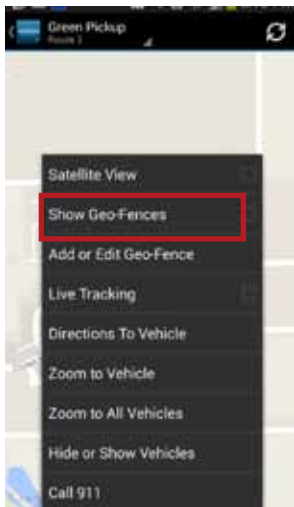 Green Pickup
Route 2
Satellite View
Show Geo-Fences
Add or Edit Geo-Fence
Live Tracking
Directions To Vehicle
Zoom to Vehicle
Zoom to All Vehicles
Hide or Show Vehicles
Call 911